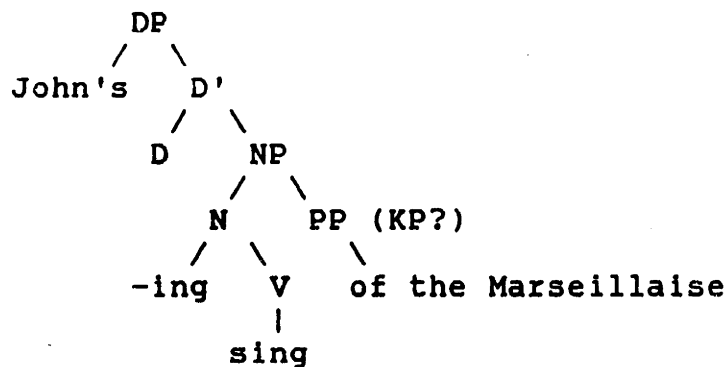 DP
John's D'
D NP
N PP (KP?)
-ing V of the Marseillaise
sing